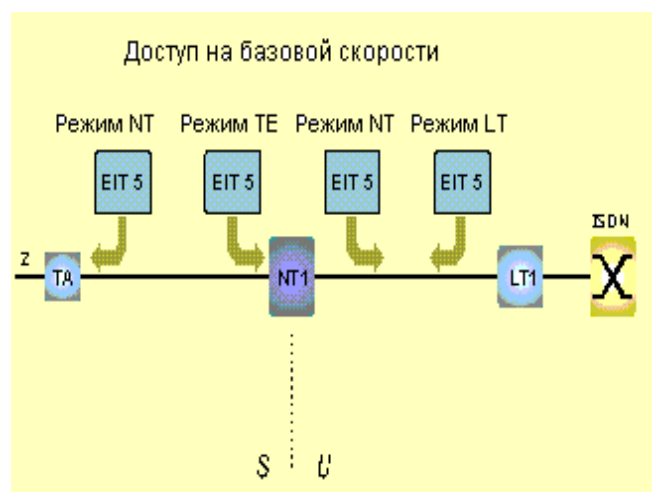 Доступ на базовой скорости
Режим NT Режим TE Режим NT Режим LT
EIT 5 EIT 5 EIT 5 EIT 5
ISDN
Z
TA NT1 LT1
S U